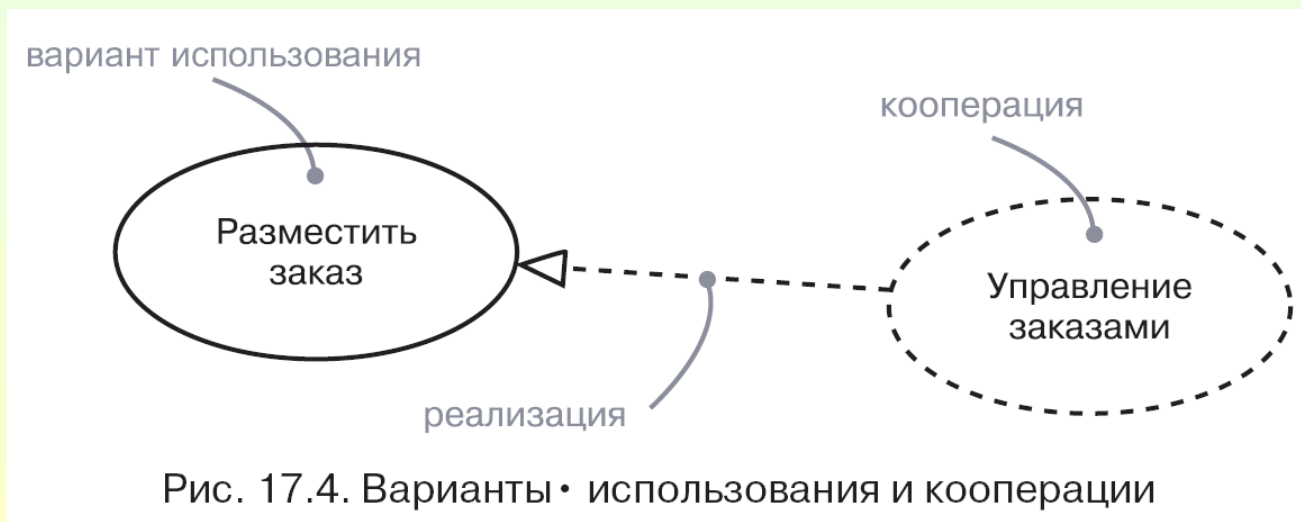 вариант использования
кооперация
Разместить
заказ
Управление
заказами
реализация
Рис. 17.4. Варианты• использования и кооперации